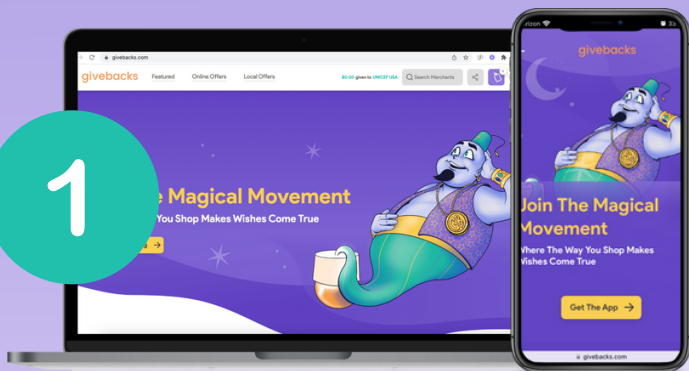 givebacks.com
givebacks
Featured
Online Offers
Local Offers
$0.00 given to UNICEF USA
Search Merchants
1
Magical Movement
You Shop Makes Wishes Come True
givebacks
Join The Magical
Movement
Where The Way You Shop Makes
Wishes Come True
Get The App →
givebacks.com